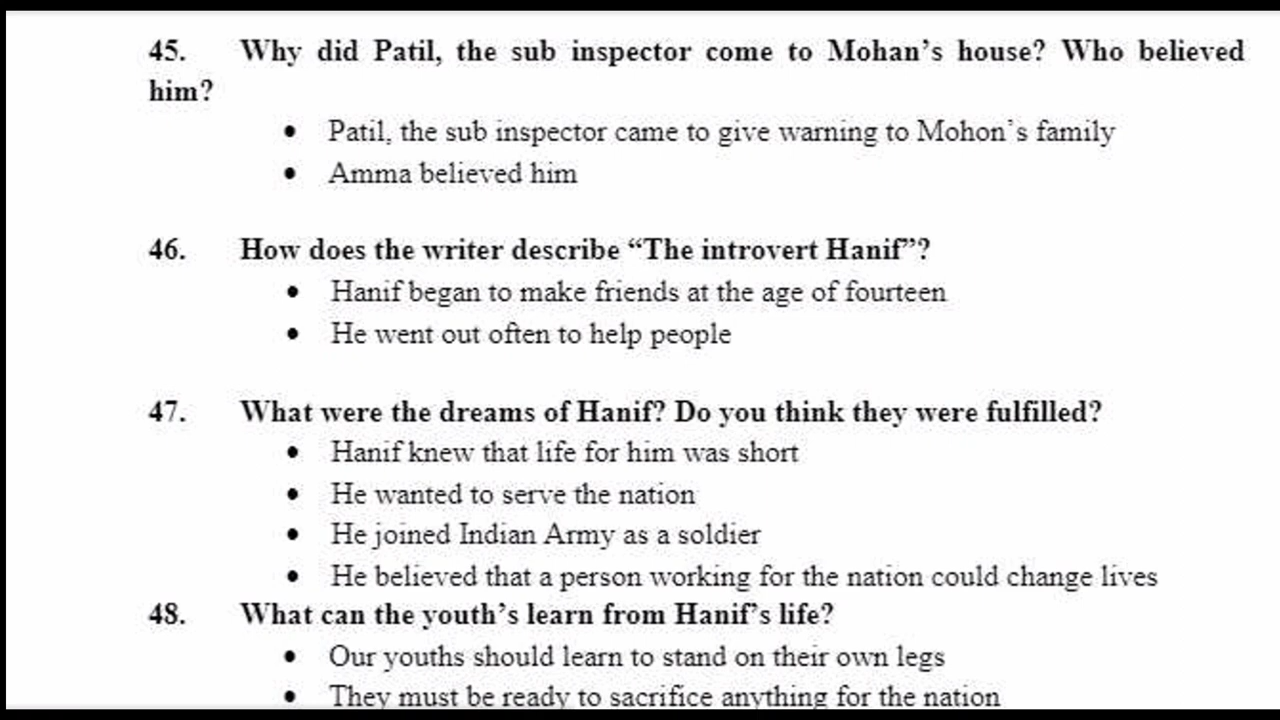 45. Why did Patil, the sub inspector come to Mohan’s house? Who believed
him?
• Patil, the sub inspector came to give warning to Mohon’s family
• Amma believed him
46. How does the writer describe “The introvert Hanif”?
• Hanif began to make friends at the age of fourteen
• He went out often to help people
47. What were the dreams of Hanif? Do you think they were fulfilled?
• Hanif knew that life for him was short
• He wanted to serve the nation
• He joined Indian Army as a soldier
• He believed that a person working for the nation could change lives
48. What can the youth’s learn from Hanif’s life?
• Our youths should learn to stand on their own legs
• They must be ready to sacrifice anything for the nation